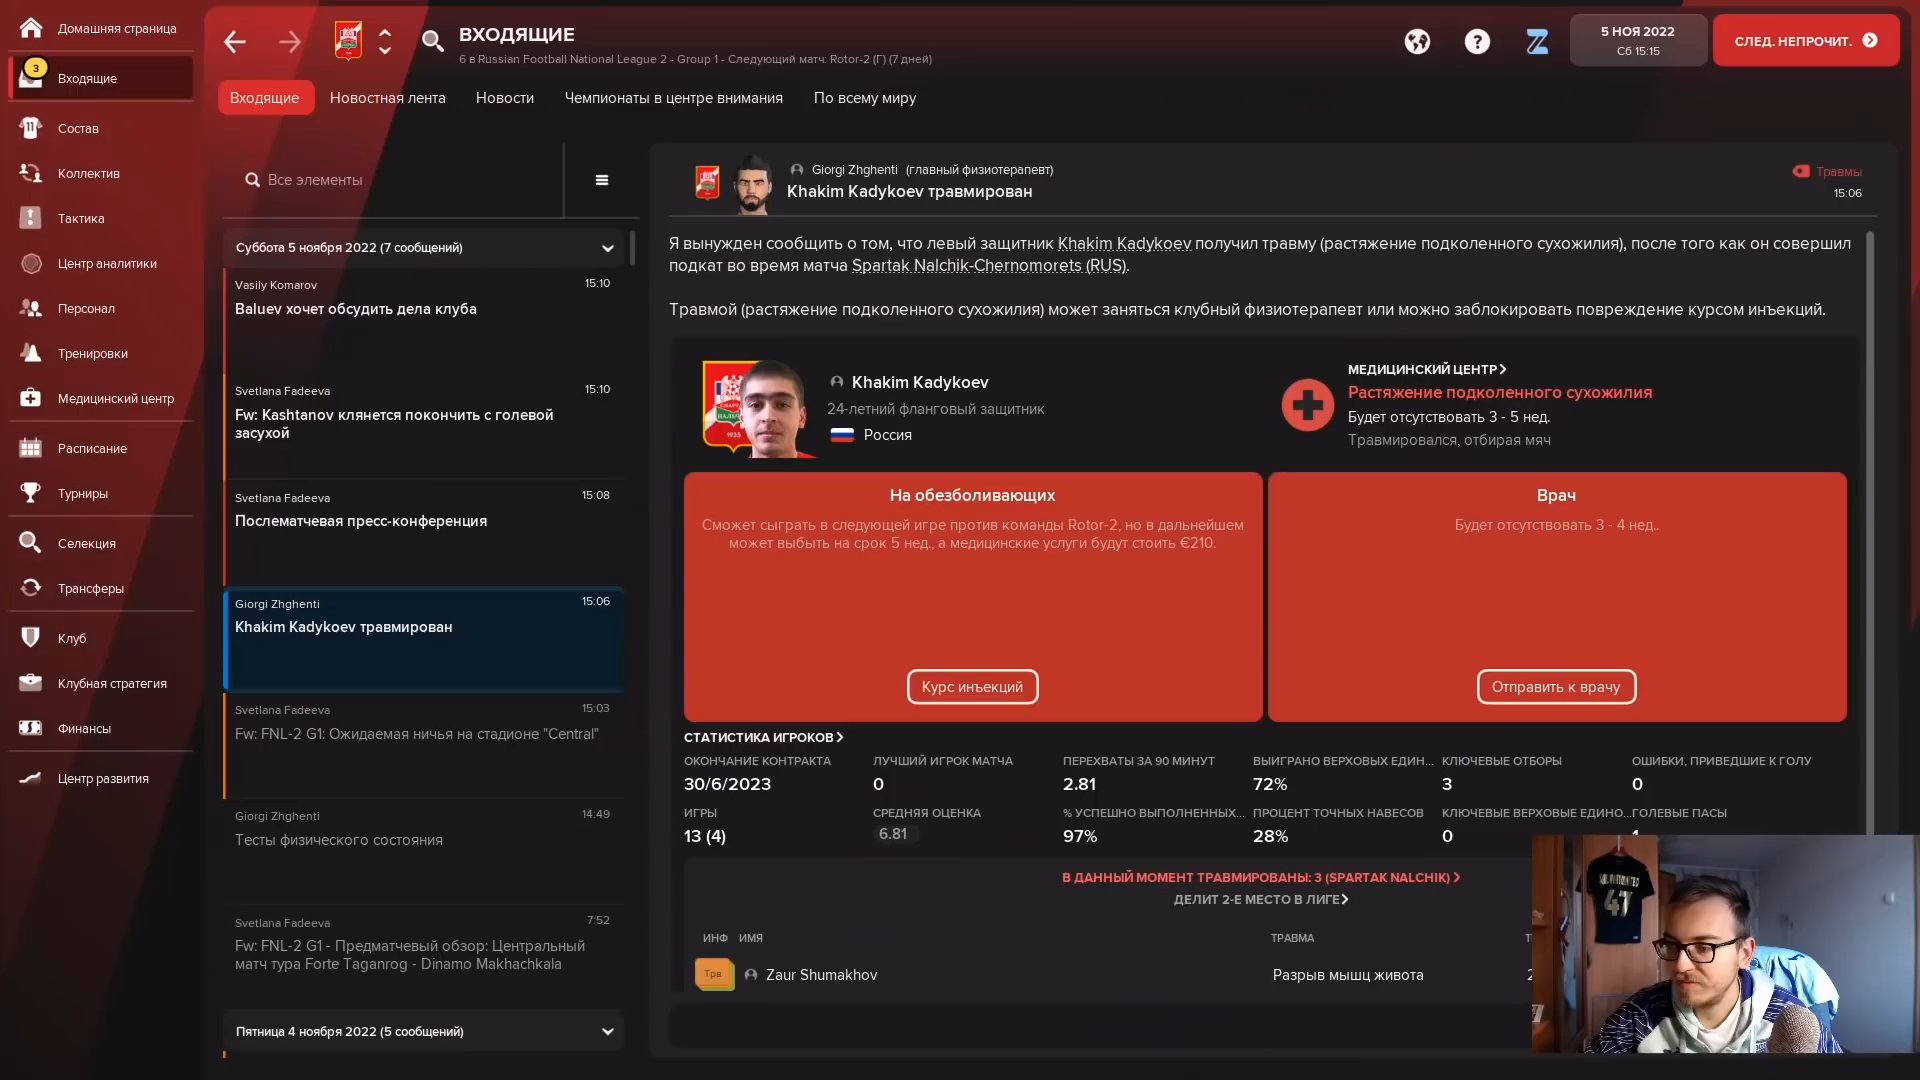 Домашняя страница
3
Входящие
Состав
Коллектив
Тактика
Центр аналитики
Персонал
Тренировки
Медицинский центр
Расписание
Турниры
Селекция
Трансферы
Клуб
Клубная стратегия
Финансы
Центр развития
ВХОДЯЩИЕ
6 в Russian Football National League 2 - Group 1 - Следующий матч: Rotor-2 (Г) (7 дней)
5 НОЯ 2022
Сб 15:15
СЛЕД. НЕПРОЧИТ.
Входящие
Новостная лента
Новости
Чемпионаты в центре внимания
По всему миру
Все элементы
Суббота 5 ноября 2022 (7 сообщений)
Vasily Komarov
15:10
Baluev хочет обсудить дела клуба
Svetlana Fadeeva
15:10
Fw: Kashtanov клянется покончить с голевой
засухой
Svetlana Fadeeva
15:08
Послематчевая пресс-конференция
Giorgi Zhghenti
15:06
Khakim Kadykoev травмирован
Svetlana Fadeeva
15:03
Fw: FNL-2 G1: Ожидаемая ничья на стадионе "Central"
Giorgi Zhghenti
14:49
Тесты физического состояния
Svetlana Fadeeva
7:52
Fw: FNL-2 G1 - Предматчевый обзор: Центральный
матч тура Forte Taganrog - Dinamo Makhachkala
Пятница 4 ноября 2022 (5 сообщений)
Giorgi Zhghenti (главный физиотерапевт)
Khakim Kadykoev травмирован
Травмы
15:06
Я вынужден сообщить о том, что левый защитник Khakim Kadykoev получил травму (растяжение подколенного сухожилия), после того как он совершил
подкат во время матча Spartak Nalchik-Chernomorets (RUS).
Травмой (растяжение подколенного сухожилия) может заняться клубный физиотерапевт или можно заблокировать повреждение курсом инъекций.
Khakim Kadykoev
24-летний фланговый защитник
Россия
1935
МЕДИЦИНСКИЙ ЦЕНТР
Растяжение подколенного сухожилия
Будет отсутствовать 3 - 5 нед.
Травмировался, отбирая мяч
На обезболивающих
Сможет сыграть в следующей игре против команды Rotor-2, но в дальнейшем
может выбыть на срок 5 нед., а медицинские услуги будут стоить €210.
Курс инъекций
Врач
Будет отсутствовать 3 - 4 нед..
Отправить к врачу
СТАТИСТИКА ИГРОКОВ
ОКОНЧАНИЕ КОНТРАКТА
ЛУЧШИЙ ИГРОК МАТЧА
ПЕРЕХВАТЫ ЗА 90 МИНУТ
ВЫИГРАНО ВЕРХОВЫХ ЕДИН...
КЛЮЧЕВЫЕ ОТБОРЫ
ОШИБКИ, ПРИВЕДШИЕ К ГОЛУ
30/6/2023
0
2.81
72%
3
0
ИГРЫ
СРЕДНЯЯ ОЦЕНКА
% УСПЕШНО ВЫПОЛНЕННЫХ...
ПРОЦЕНТ ТОЧНЫХ НАВЕСОВ
КЛЮЧЕВЫЕ ВЕРХОВЫЕ ЕДИНО...
ГОЛЕВЫЕ ПАСЫ
13 (4)
6.81
97%
28%
0
В ДАННЫЙ МОМЕНТ ТРАВМИРОВАНЫ: 3 (SPARTAK NALCHIK)
ДЕЛИТ 2-Е МЕСТО В ЛИГЕ
ИНФ
ИМЯ
ТРАВМА
Трв
Zaur Shumakhov
Разрыв мышц живота
47